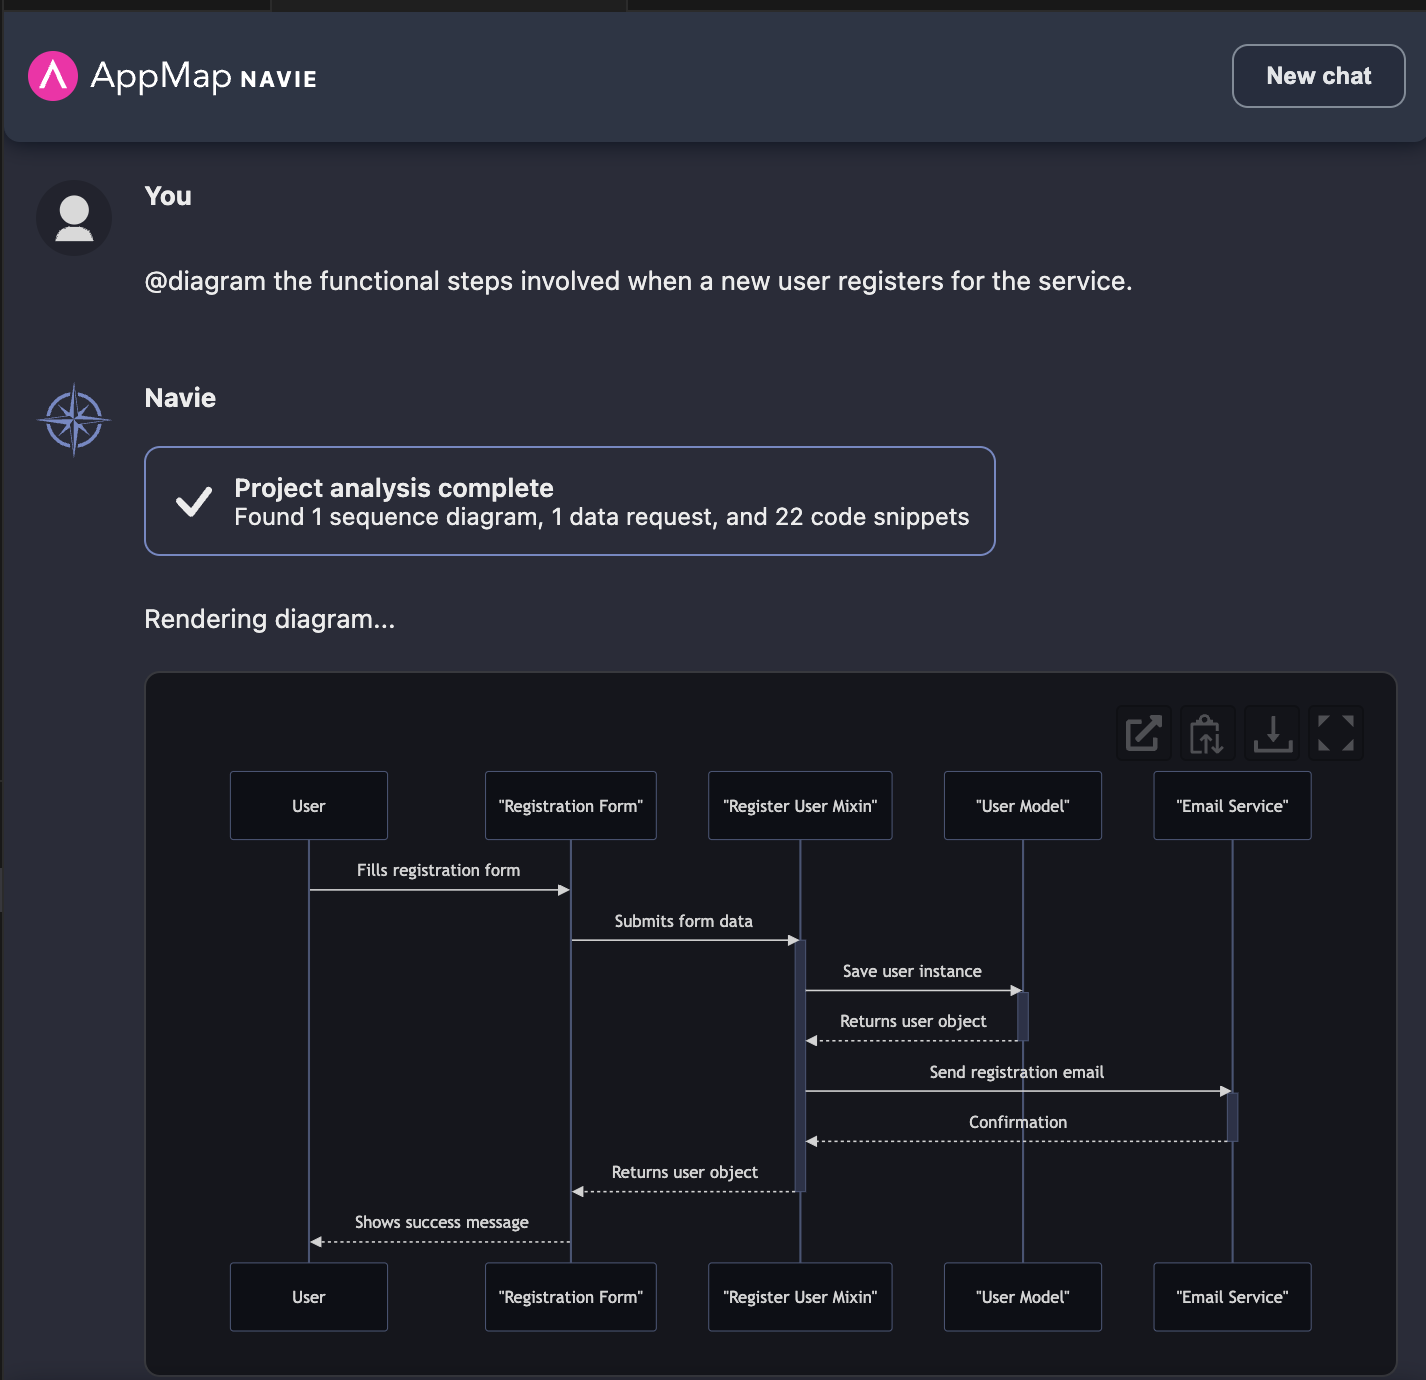 AppMap NAVIE
New chat
You
@diagram the functional steps involved when a new user registers for the service.
Navie
Project analysis complete
Found 1 sequence diagram, 1 data request, and 22 code snippets
Rendering diagram...
User
"Registration Form"
"Register User Mixin"
"User Model"
"Email Service"
Fills registration form
Submits form data
Save user instance
Returns user object
Send registration email
Confirmation
Returns user object
Shows success message
User
"Registration Form"
"Register User Mixin"
"User Model"
"Email Service"